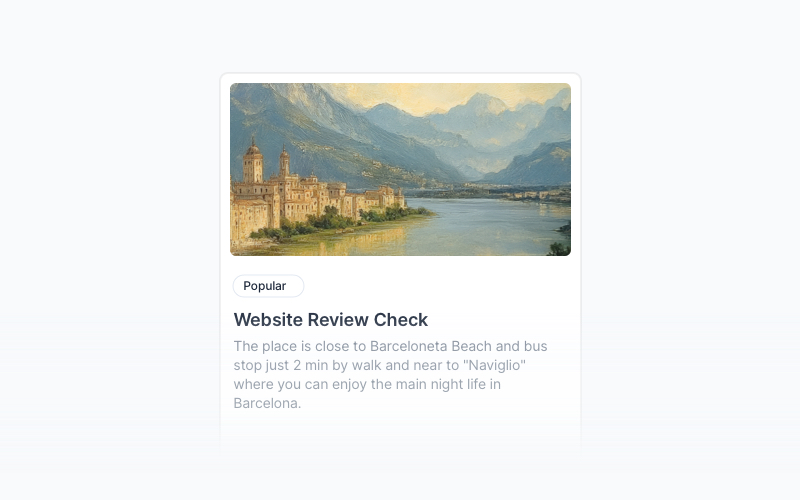 Popular
Website Review Check
The place is close to Barceloneta Beach and bus
stop just 2 min by walk and near to "Naviglio"
where you can enjoy the main night life in
Barcelona.